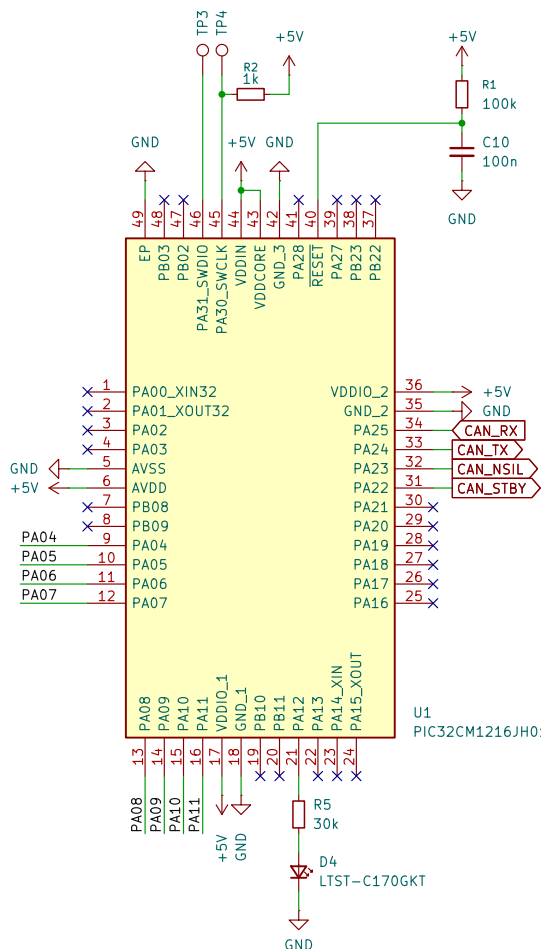 TP3
TP4
+5V
R2
1k
+5V
R1
100k
C10
100n
GND
GND
+5V
GND
49
48
47
46
45
44
43
42
41
40
39
38
37
EP
PB03
PB02
PA31_SWDIO
PA30_SWCLK
VDDIN
VDDCORE
GND_3
PA28
RESET
PA27
PB23
PB22
1 PA00_XIN32
2 PA01_XOUT32
3 PA02
4 PA03
GND 5 AVSS
+5V 6 AVDD
7 PB08
8 PB09
PA04 9 PA04
PA05 10 PA05
PA06 11 PA06
PA07 12 PA07
VDDIO_2 36 +5V
GND_2 35 GND
PA25 34 CAN_RX
PA24 33 CAN_TX
PA23 32 CAN_NSIL
PA22 31 CAN_STBY
PA21 30
PA20 29
PA19 28
PA18 27
PA17 26
PA16 25
PA08
PA09
PA10
PA11
VDDIO_1
GND_1
PB10
PB11
PA12
PA13
PA14_XIN
PA15_XOUT
13
14
15
16
17
18
19
20
21
22
23
24
U1
PIC32CM1216JH01
PA08
PA09
PA10
PA11
+5V
GND
R5
30k
D4
LTST-C170GKT
GND